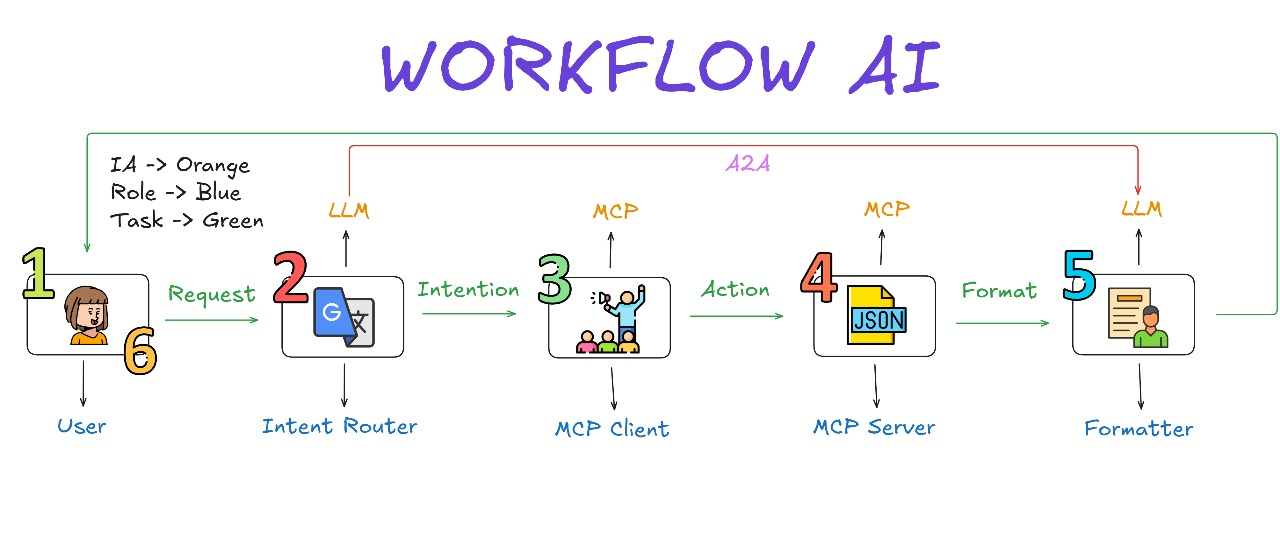 WORKFLOW AI
A2A
IA -> Orange
Role -> Blue
Task -> Green
LLM
MCP
MCP
LLM
1
2
3
4
5
Request
Intention
Action
Format
G
文
JSON
6
User
Intent Router
MCP Client
MCP Server
Formatter